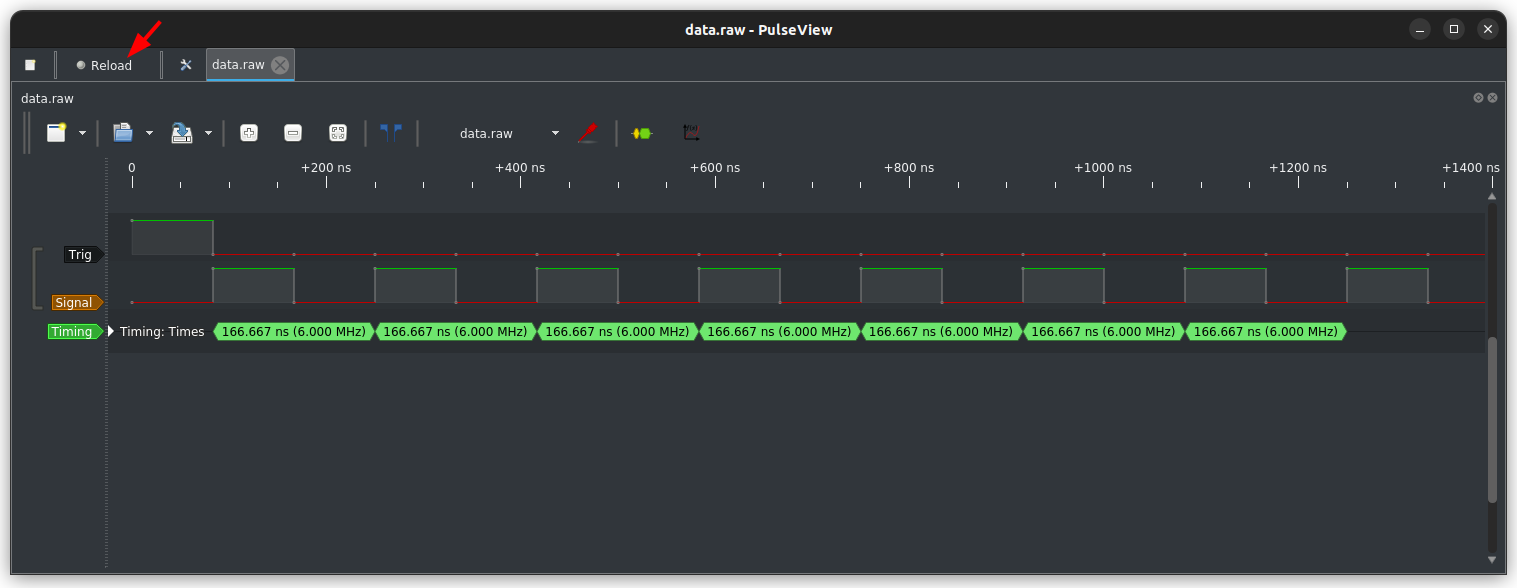 data.raw - PulseView
Reload
data.raw
data.raw
data.raw
0 +200 ns +400 ns +600 ns +800 ns +1000 ns +1200 ns +1400 ns
Trig
Signal
Timing Timing: Times 166.667 ns (6.000 MHz) 166.667 ns (6.000 MHz) 166.667 ns (6.000 MHz) 166.667 ns (6.000 MHz) 166.667 ns (6.000 MHz) 166.667 ns (6.000 MHz) 166.667 ns (6.000 MHz)